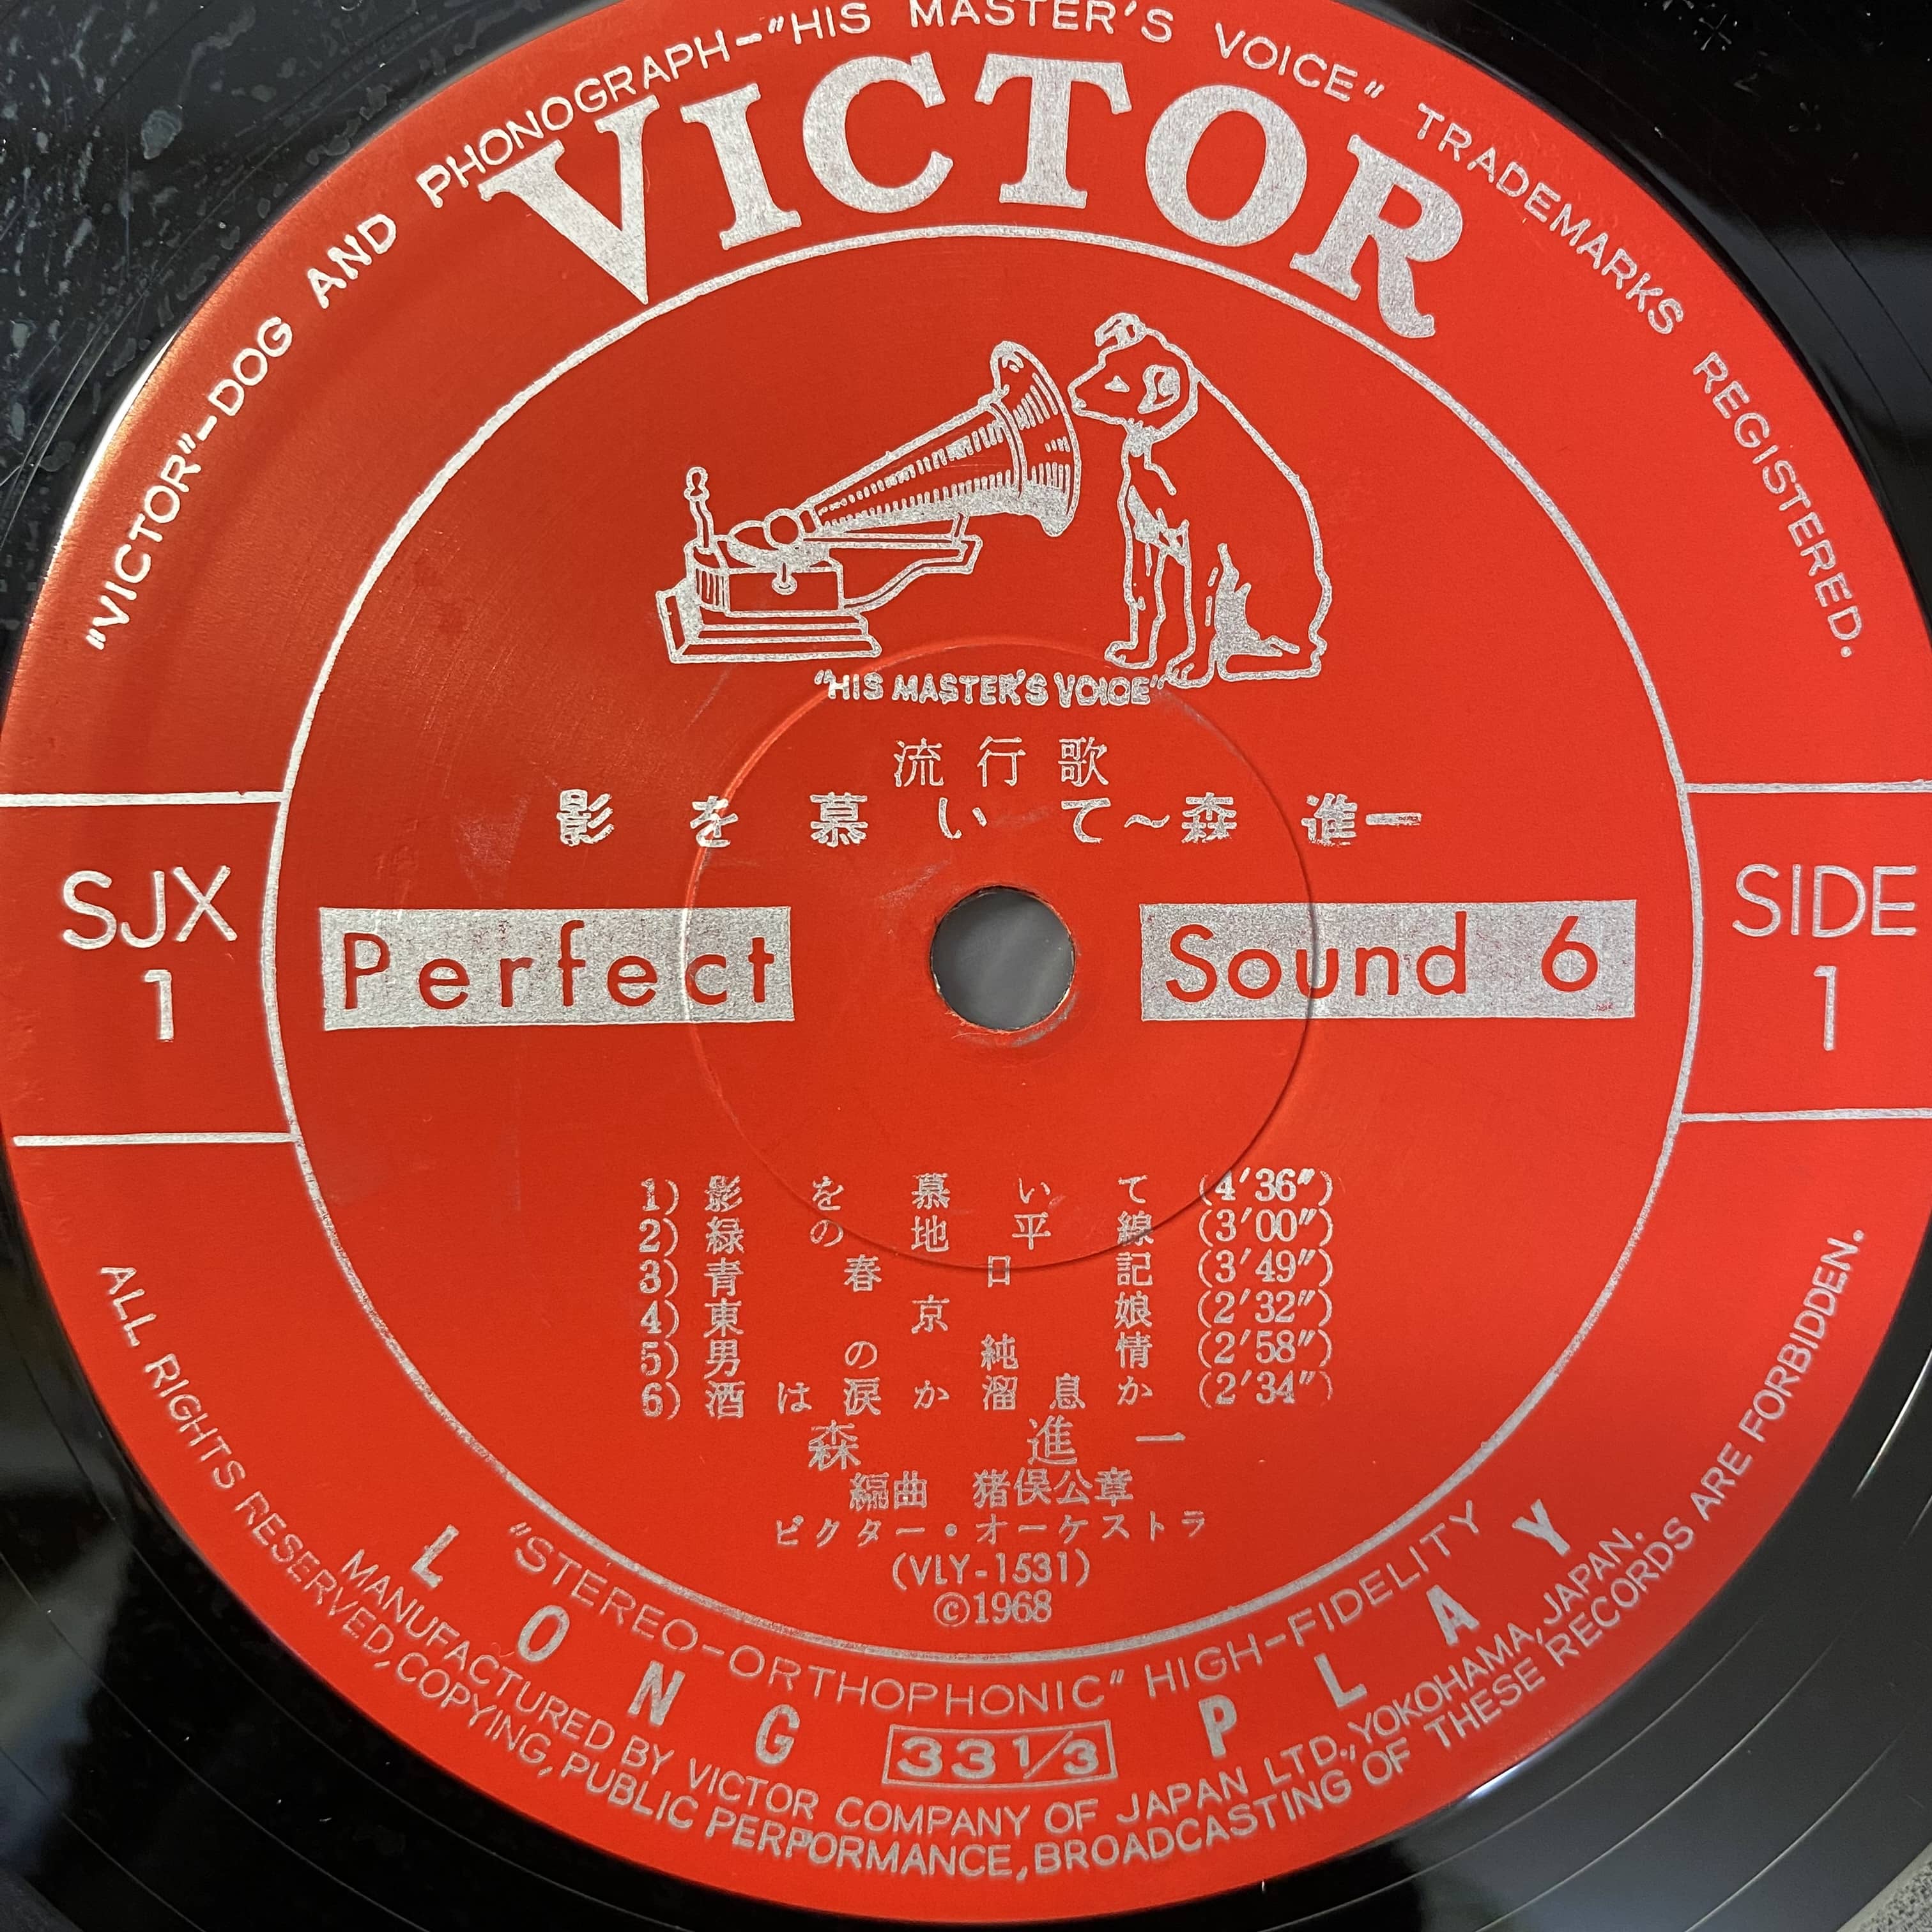 "VICTOR"-DOG AND PHONOGRAPH-"HIS MASTER'S VOICE" TRADEMARKS REGISTERED.
VICTOR
"HIS MASTER'S VOICE"
流行歌
影を慕いて～森進一
SJX
1
Perfect Sound 6
SIDE
1
1) 影を慕いて (4'36")
2) 緑の地平線 (3'00")
3) 青春日記 (3'49")
4) 東京娘 (2'32")
5) 男の純情 (2'58")
6) 酒は涙か溜息か (2'34")
森進一
編曲 猪俣公章
ビクター・オーケストラ
(VLY-1531)
©1968
"STEREO-ORTHOPHONIC" HIGH-FIDELITY
LONG PLAY
33 1/3
MANUFACTURED BY VICTOR COMPANY OF JAPAN LTD., YOKOHAMA, JAPAN.
ALL RIGHTS RESERVED, COPYING, PUBLIC PERPORMANCE, BROADCASTING OF THESE RECORDS ARE FORBIDDEN.